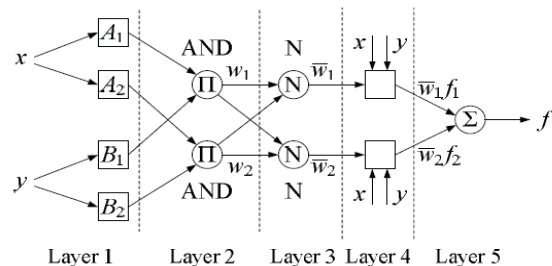 x y
A₁ AND N
x w₁ w̅₁ w̅₁f₁
A₂ Π N
Σ f
B₁ Π N
y w₂ w̅₂ w̅₂f₂
B₂ AND N x y
Layer 1 Layer 2 Layer 3 Layer 4 Layer 5